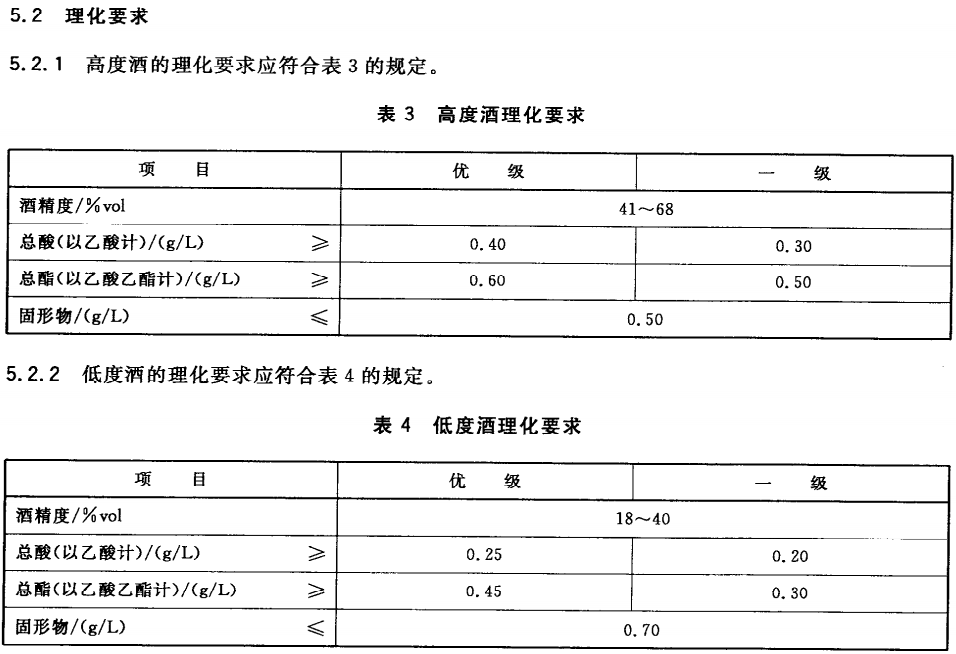 5.2 理化要求
5.2.1 高度酒的理化要求应符合表 3 的规定。
表 3 高度酒理化要求
项 目 优 级 一 级
酒精度/%vol 41～68
总酸(以乙酸计)/(g/L) ≥ 0.40 0.30
总酯(以乙酸乙酯计)/(g/L) ≥ 0.60 0.50
固形物/(g/L) ≤ 0.50
5.2.2 低度酒的理化要求应符合表 4 的规定。
表 4 低度酒理化要求
项 目 优 级 一 级
酒精度/%vol 18～40
总酸(以乙酸计)/(g/L) ≥ 0.25 0.20
总酯(以乙酸乙酯计)/(g/L) ≥ 0.45 0.30
固形物/(g/L) ≤ 0.70